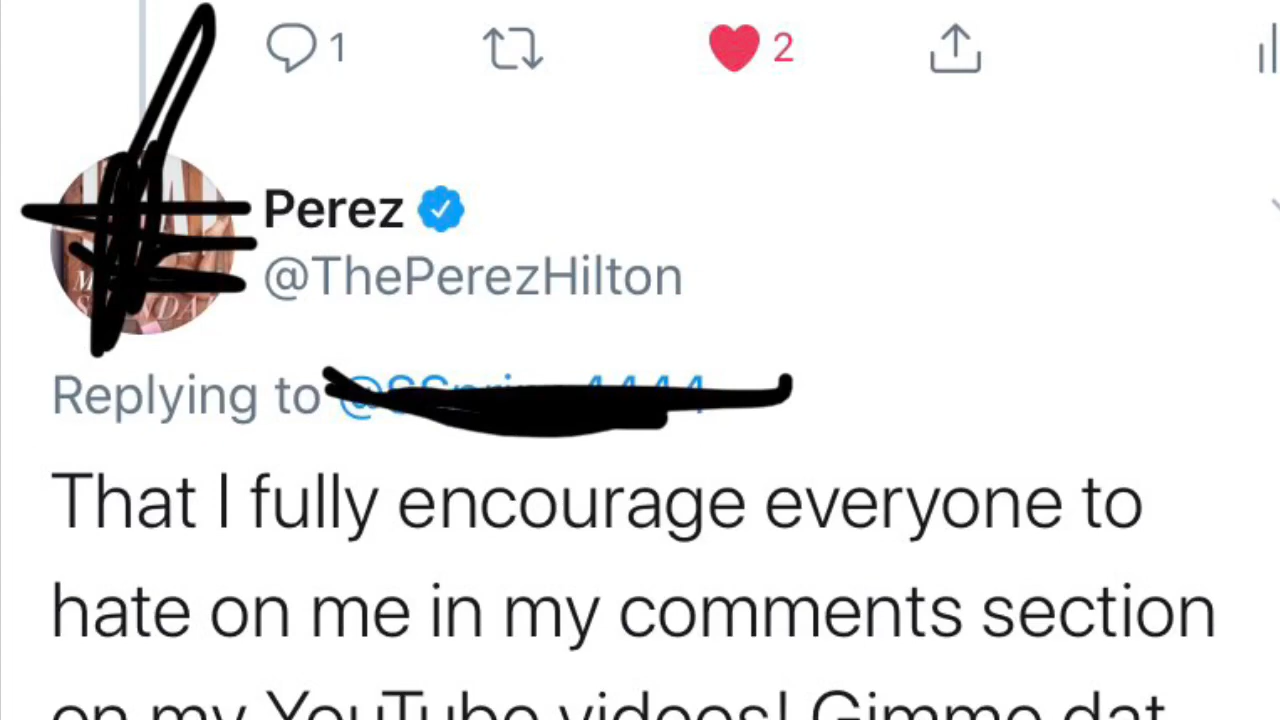 1 2
Perez
@ThePerezHilton
Replying to
That I fully encourage everyone to
hate on me in my comments section
on my YouTube videos! Gimme dat